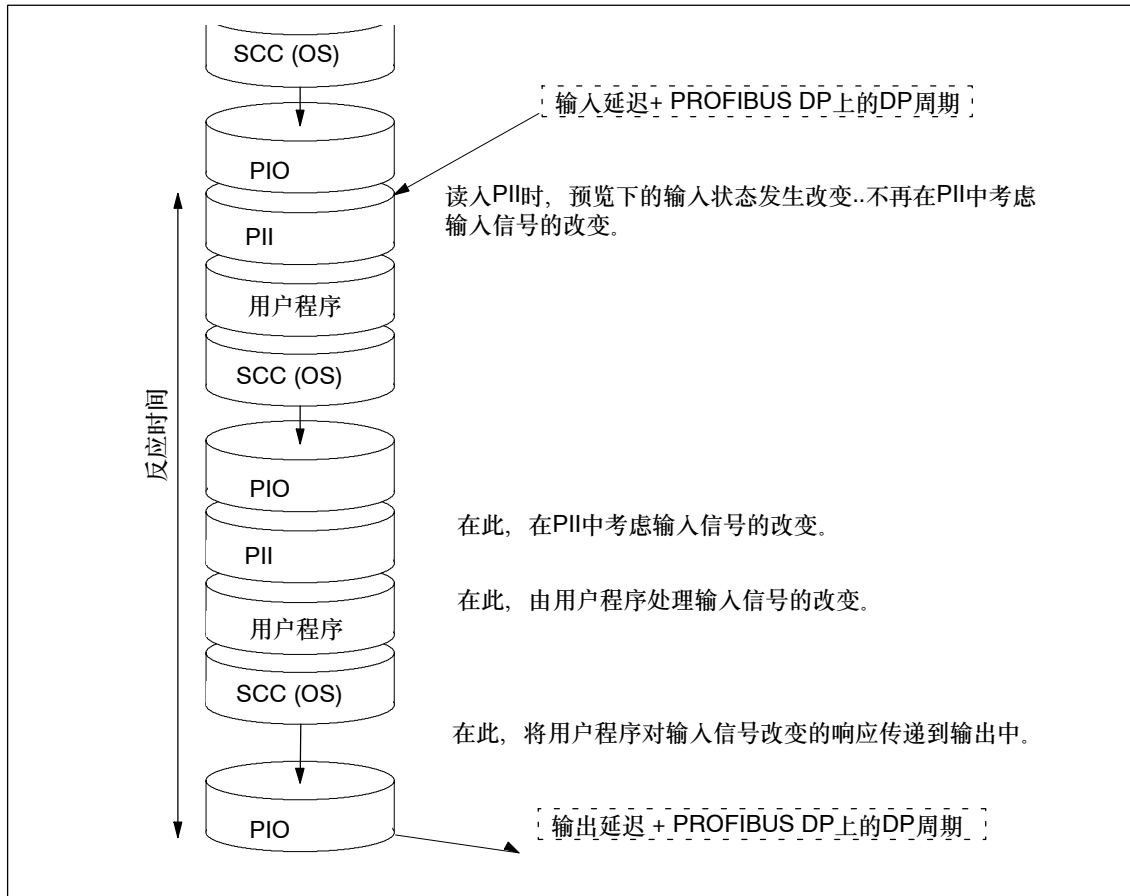 SCC (OS)
输入延迟+ PROFIBUS DP上的DP周期
PIO
读入PII时，预览下的输入状态发生改变..不再在PII中考虑
输入信号的改变。
PII
用户程序
SCC (OS)
反应时间
PIO
在此，在PII中考虑输入信号的改变。
PII
在此，由用户程序处理输入信号的改变。
用户程序
SCC (OS)
在此，将用户程序对输入信号改变的响应传递到输出中。
PIO
输出延迟 + PROFIBUS DP上的DP周期